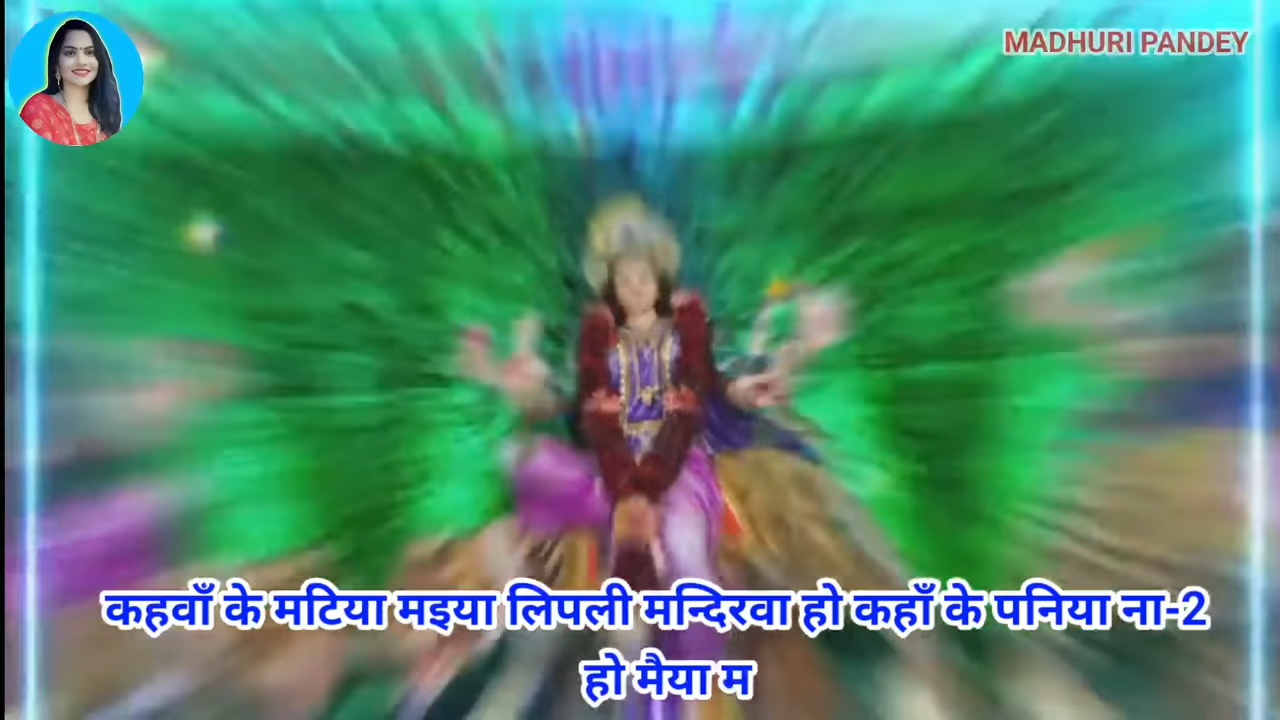 MADHURI PANDEY
कहवाँ के मटिया मइया लिपली मन्दिरवा हो कहाँ के पनिया ना-2
हो मैया म